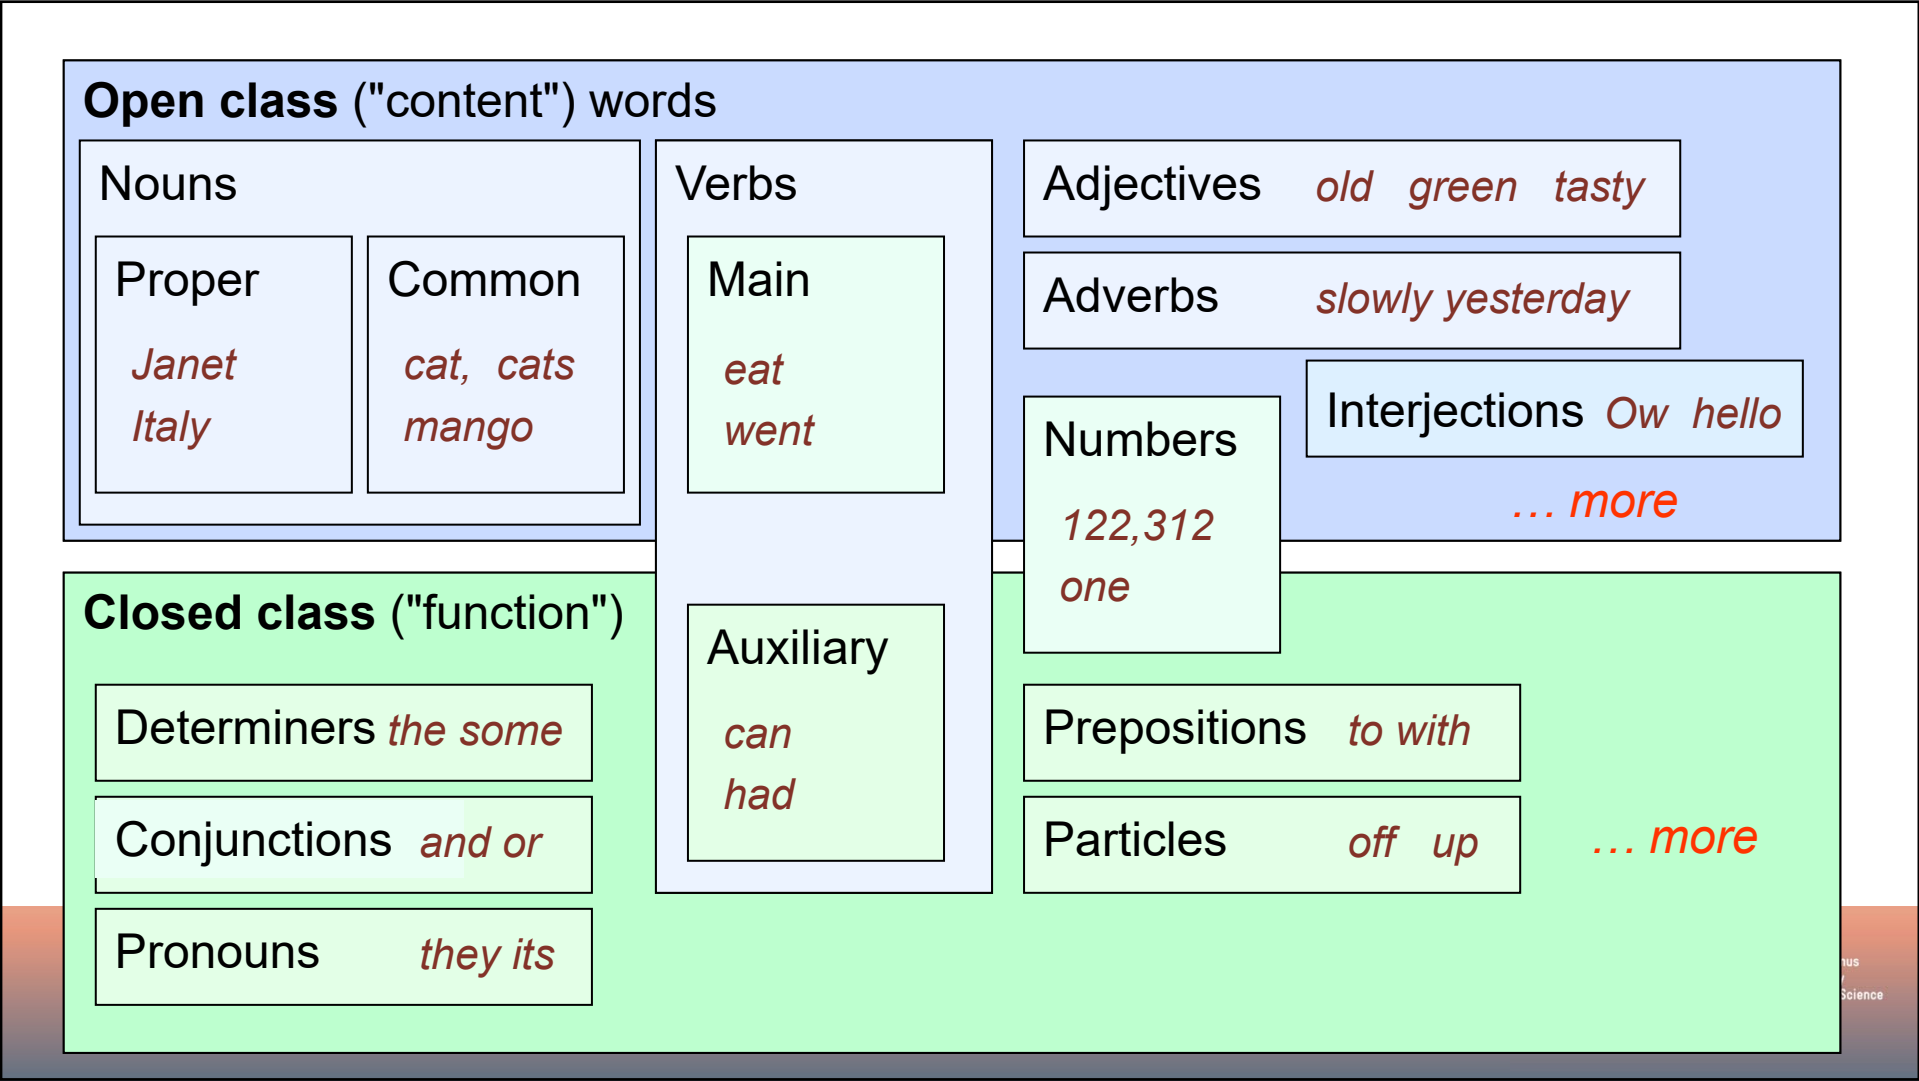 Open class ("content") words
Nouns
Proper
Janet
Italy
Common
cat, cats
mango
Verbs
Main
eat
went
Adjectives old green tasty
Adverbs slowly yesterday
Interjections Ow hello
Numbers
122,312
one
… more
Closed class ("function")
Determiners the some
Conjunctions and or
Pronouns they its
Auxiliary
can
had
Prepositions to with
Particles off up
… more
Science